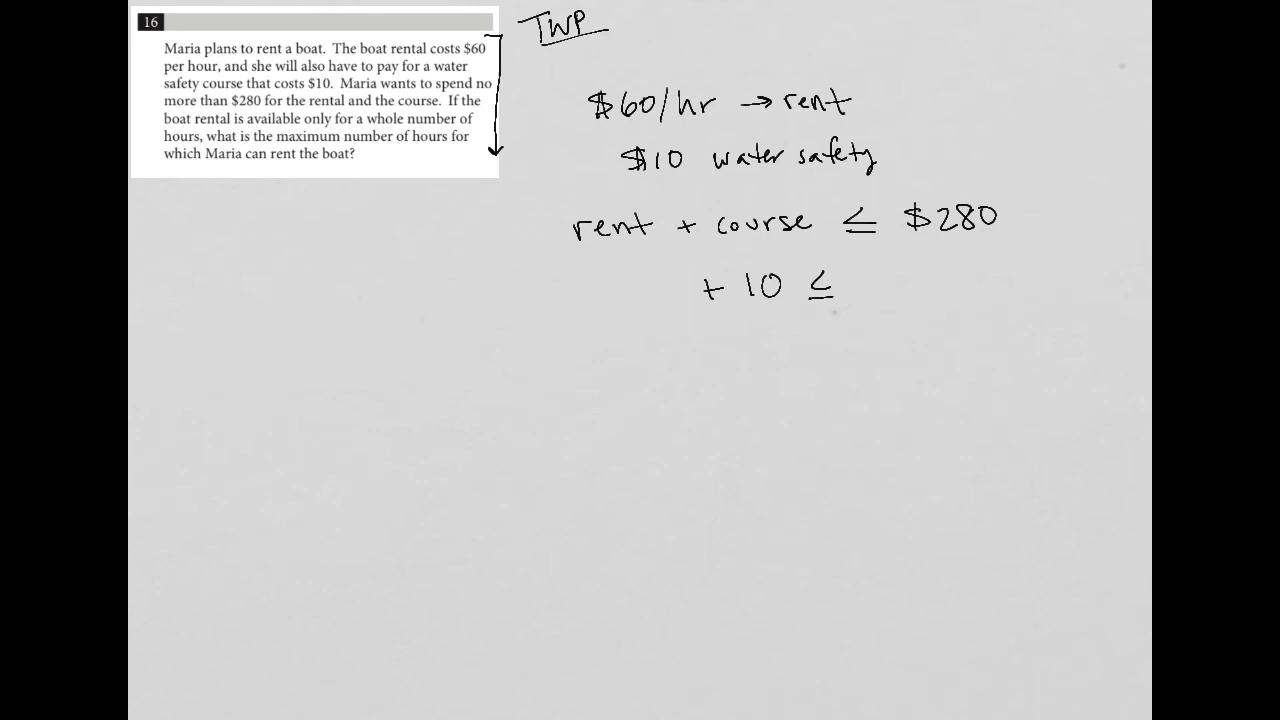 16
Maria plans to rent a boat. The boat rental costs $60
per hour, and she will also have to pay for a water
safety course that costs $10. Maria wants to spend no
more than $280 for the rental and the course. If the
boat rental is available only for a whole number of
hours, what is the maximum number of hours for
which Maria can rent the boat?
TWP
$60/hr → rent
$10 water safety
rent + course ≤ $280
+ 10 ≤